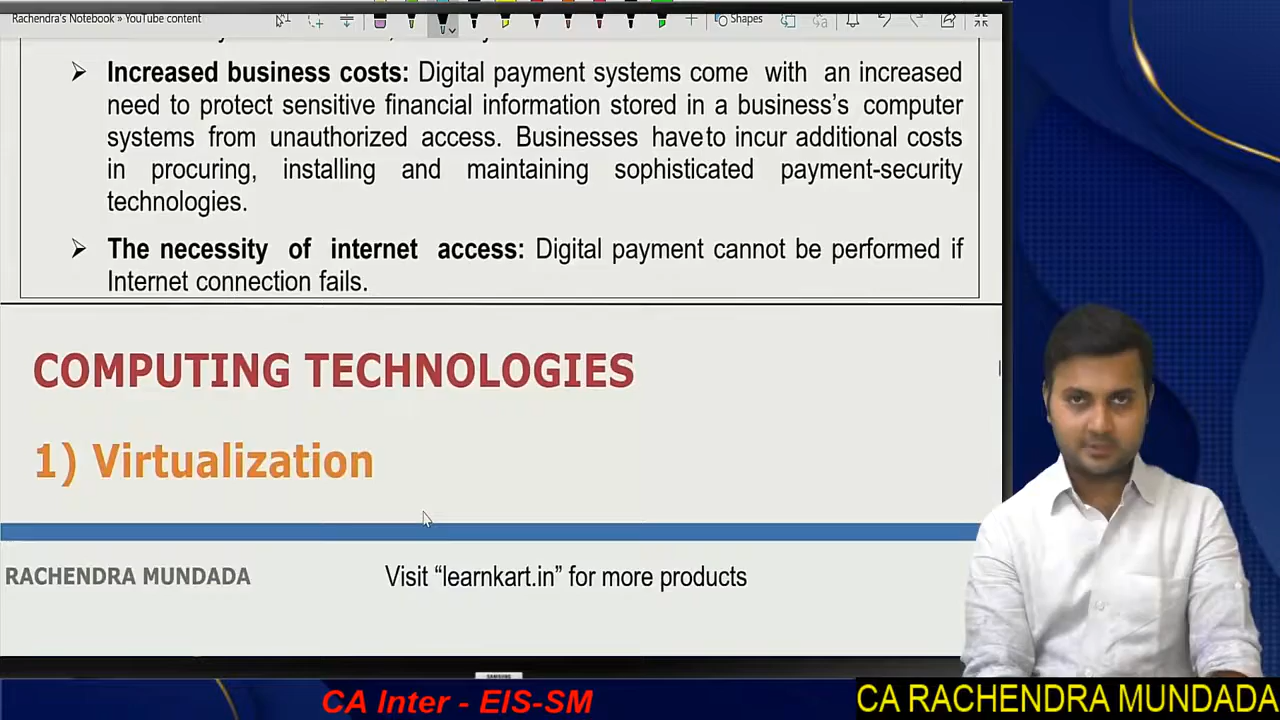 Rachendra's Notebook » YouTube content
Shapes
Increased business costs: Digital payment systems come with an increased
need to protect sensitive financial information stored in a business's computer
systems from unauthorized access. Businesses have to incur additional costs
in procuring, installing and maintaining sophisticated payment-security
technologies.
The necessity of internet access: Digital payment cannot be performed if
Internet connection fails.
COMPUTING TECHNOLOGIES
1) Virtualization
RACHENDRA MUNDADA
Visit “learnkart.in” for more products
SAMSUNG
CA Inter - EIS-SM
CA RACHENDRA MUNDADA